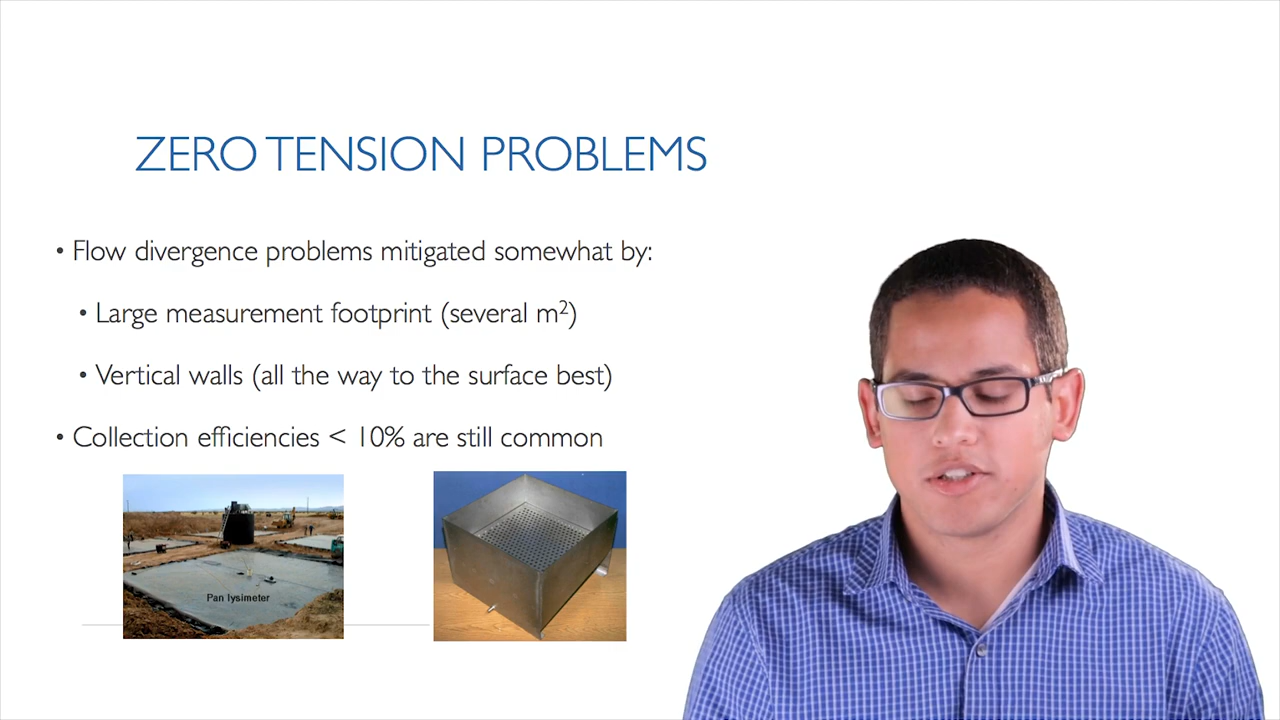 ZERO TENSION PROBLEMS
• Flow divergence problems mitigated somewhat by:
• Large measurement footprint (several m²)
• Vertical walls (all the way to the surface best)
• Collection efficiencies < 10% are still common
Pan lysimeter